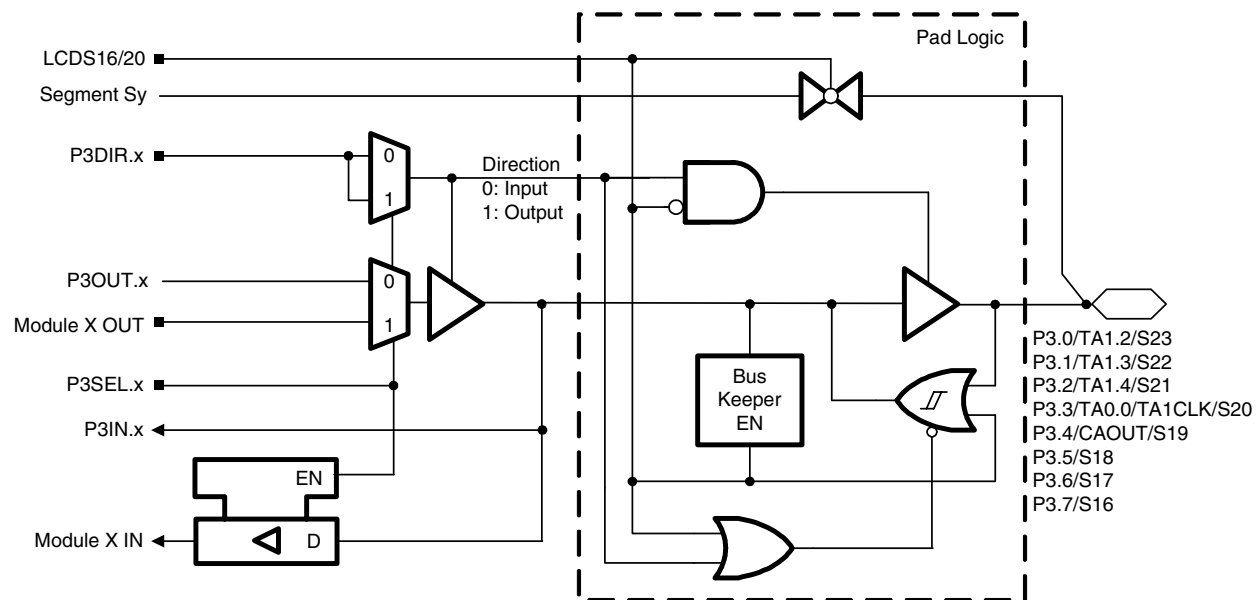 Pad Logic
LCDS16/20
Segment Sy
P3DIR.x
0
1
Direction
0: Input
1: Output
P3OUT.x
0
Module X OUT
1
P3SEL.x
P3IN.x
EN
Module X IN
D
Bus
Keeper
EN
P3.0/TA1.2/S23
P3.1/TA1.3/S22
P3.2/TA1.4/S21
P3.3/TA0.0/TA1CLK/S20
P3.4/CAOUT/S19
P3.5/S18
P3.6/S17
P3.7/S16